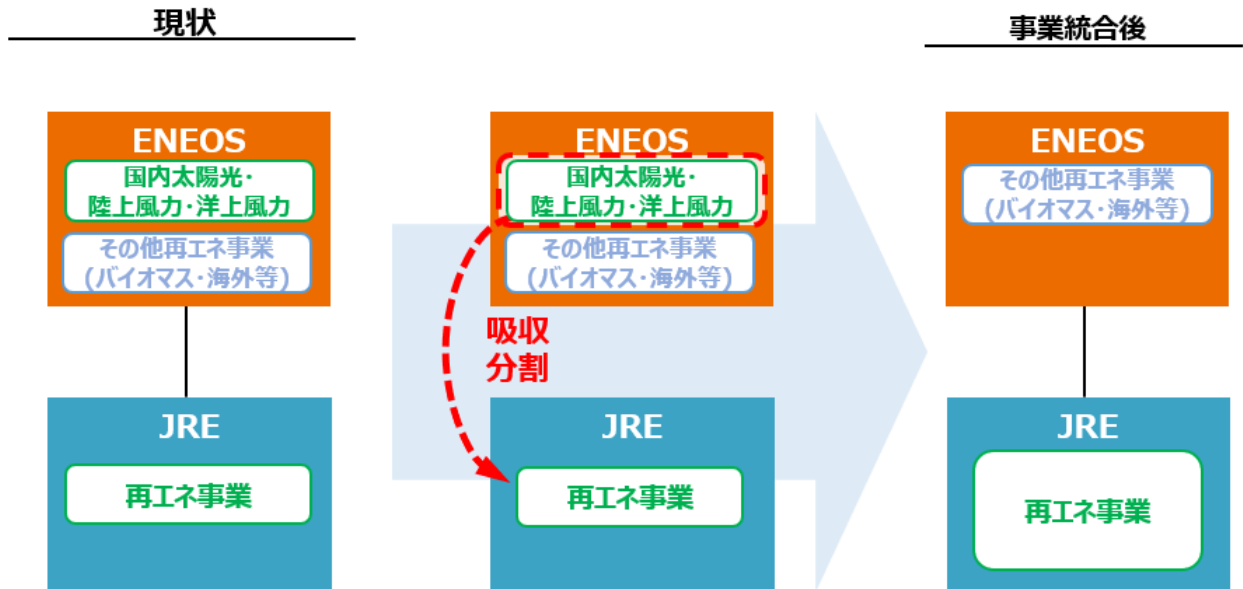 現状
事業統合後
ENEOS
国内太陽光・
陸上風力・洋上風力
その他再エネ事業
(バイオマス・海外等)
JRE
再エネ事業
ENEOS
国内太陽光・
陸上風力・洋上風力
その他再エネ事業
(バイオマス・海外等)
吸収
分割
JRE
再エネ事業
ENEOS
その他再エネ事業
(バイオマス・海外等)
JRE
再エネ事業